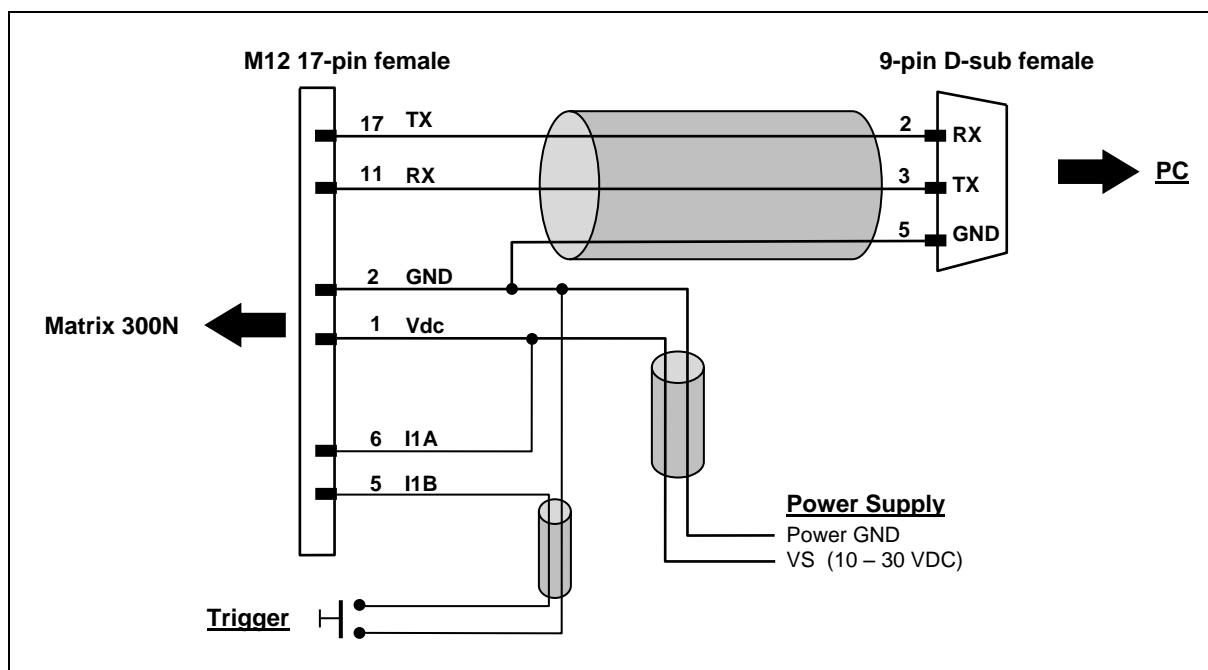 M12 17-pin female 9-pin D-sub female
17 TX 2 RX
11 RX 3 TX PC
5 GND
2 GND
Matrix 300N 1 Vdc
6 I1A
5 I1B
Power Supply
Power GND
VS (10 – 30 VDC)
Trigger